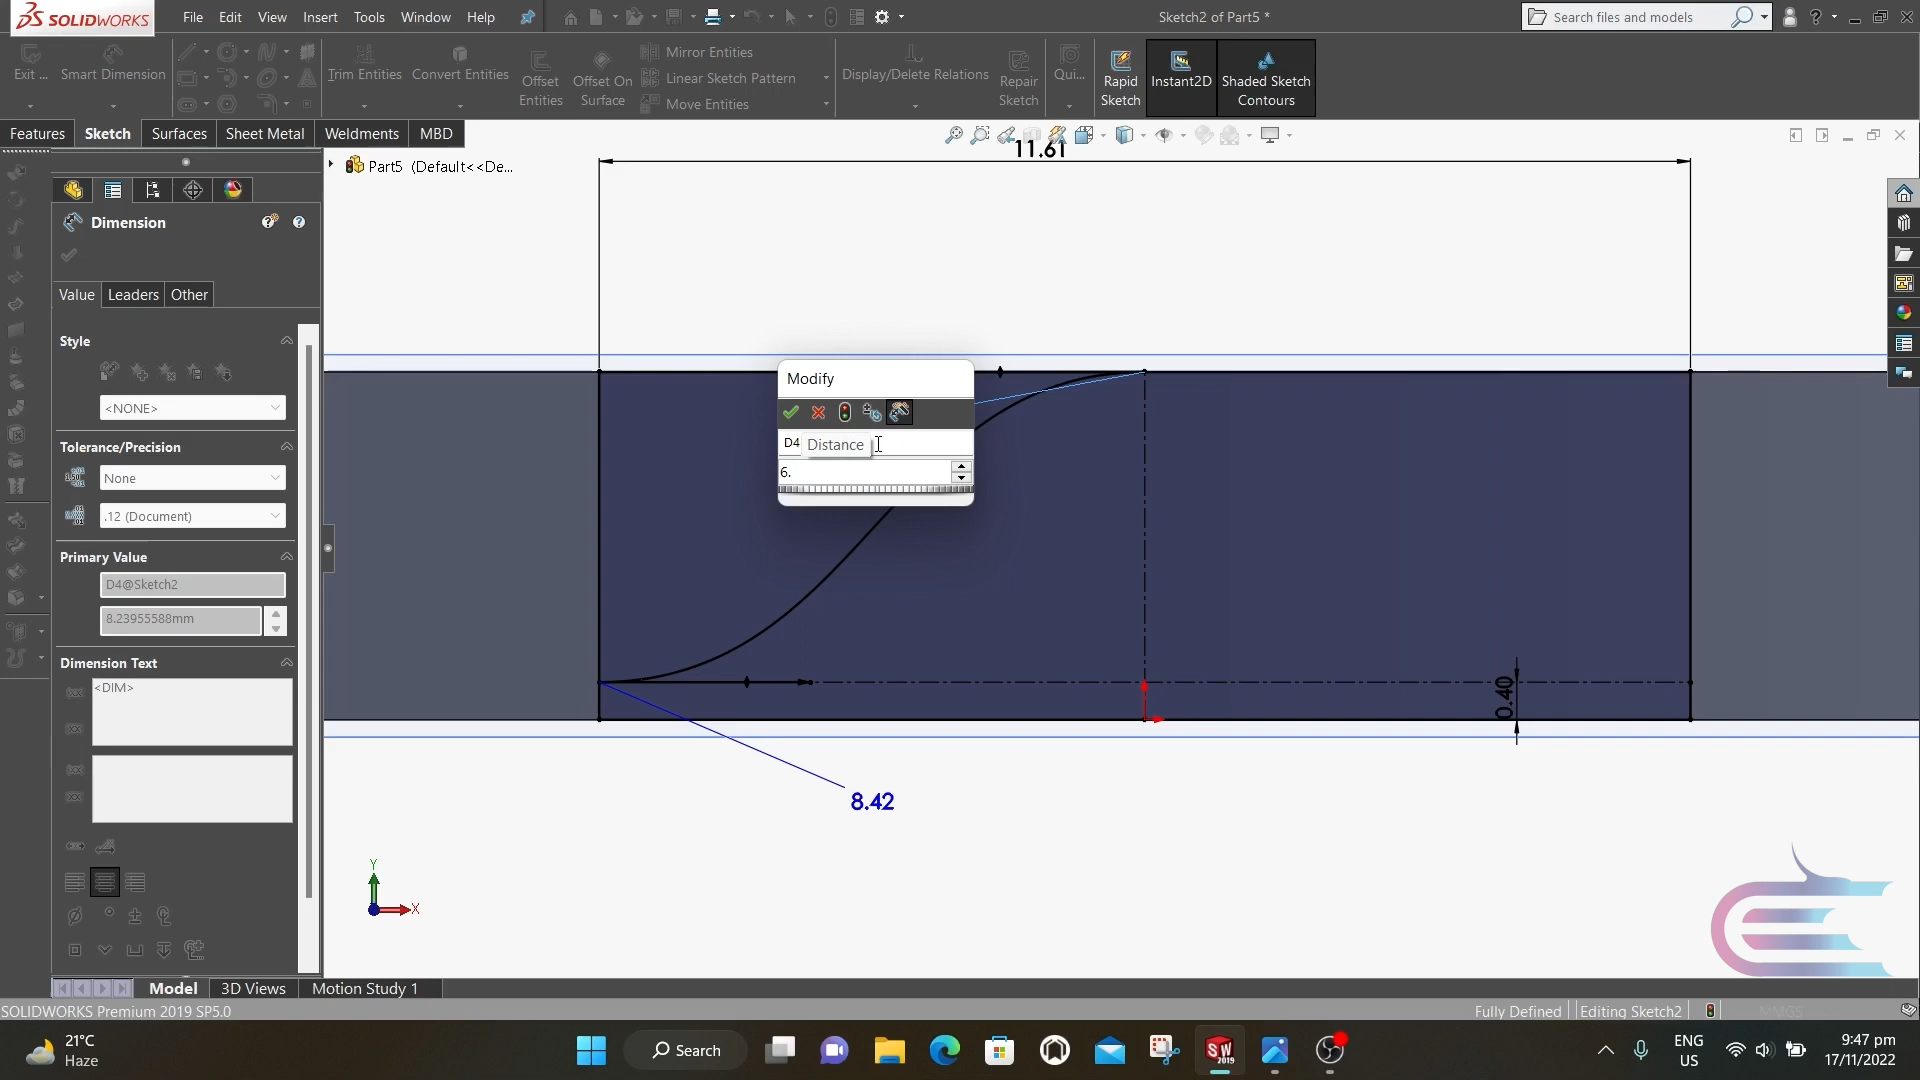 SOLIDWORKS
File Edit View Insert Tools Window Help
Sketch2 of Part5 *
Search files and models
Exit ...
Smart Dimension
Trim Entities
Convert Entities
Offset Entities
Offset On Surface
Mirror Entities
Linear Sketch Pattern
Move Entities
Display/Delete Relations
Repair Sketch
Qui...
Rapid Sketch
Instant2D
Shaded Sketch Contours
Features Sketch Surfaces Sheet Metal Weldments MBD
Part5 (Default<<De...
11.61
Dimension
Value Leaders Other
Style
<NONE>
Tolerance/Precision
None
.12 (Document)
Primary Value
D4@Sketch2
8.23955588mm
Dimension Text
<DIM>
Modify
D4
Distance
6.
0.40
8.42
Y
X
Model 3D Views Motion Study 1
SOLIDWORKS Premium 2019 SP5.0
Fully Defined
Editing Sketch2
MMGS
21°C
Haze
Search
SW
2019
ENG
US
9:47 pm
17/11/2022